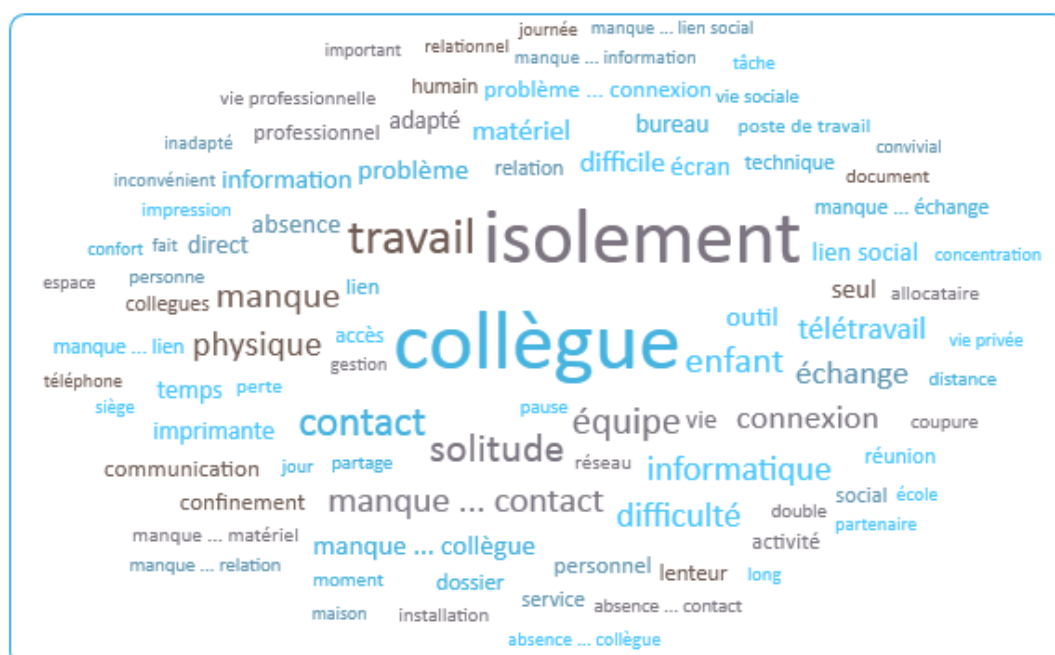 journée manque ... lien social
important relationnel manque ... information tâche
vie professionnelle humain problème ... connexion vie sociale
inadapté professionnel adapté matériel bureau poste de travail convivial
inconvénient information problème relation difficile écran technique document
impression absence travail isolement manque ... échange
confort fait direct lien social concentration
espace personne collegues manque lien seul allocataire
manque ... lien physique accès collègue outil télétravail vie privée
téléphone gestion enfant échange distance
siège temps perte
imprimante contact pause équipe vie connexion coupure
communication jour partage solitude réseau informatique réunion
confinement manque ... contact difficulté double social école
manque ... matériel partenaire
manque ... relation manque ... collègue activité
moment dossier personnel lenteur long
maison installation service absence ... contact
absence ... collègue